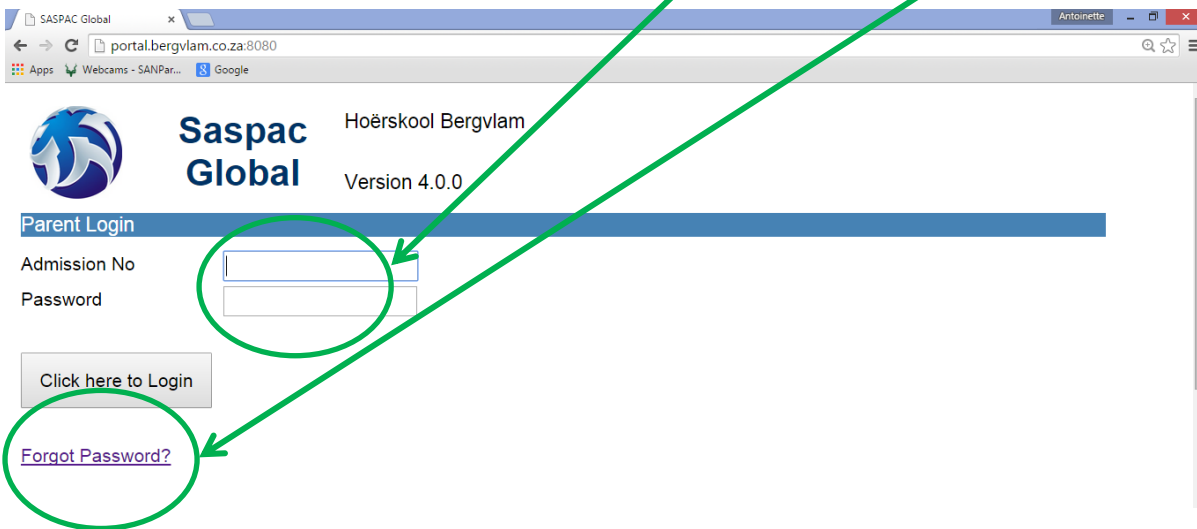 SASPAC Global
Antoinette
portal.bergvlam.co.za:8080
Apps Webcams - SANPar... Google
Saspac Global
Hoërskool Bergvlam
Version 4.0.0
Parent Login
Admission No
Password
Click here to Login
Forgot Password?